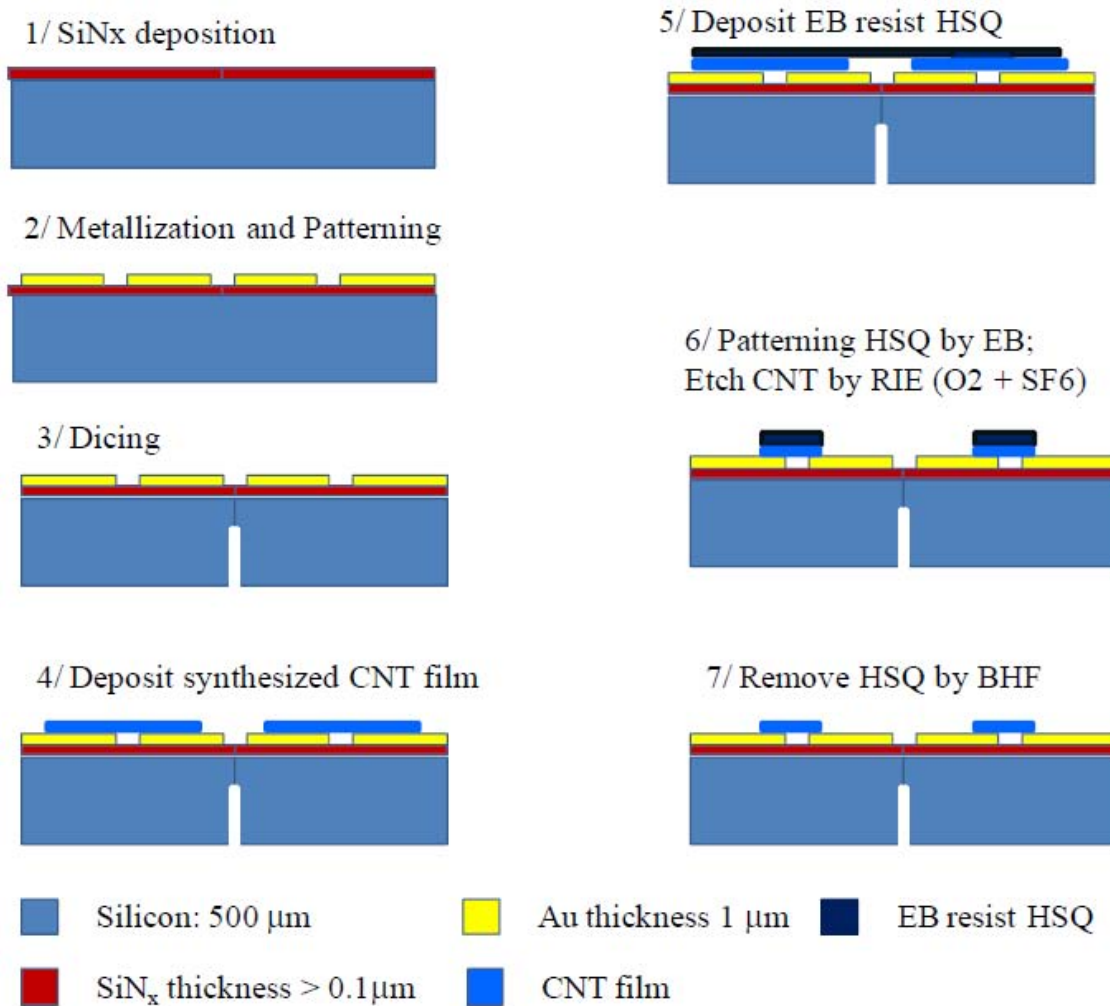 1/ SiNx deposition
2/ Metallization and Patterning
3/ Dicing
4/ Deposit synthesized CNT film
5/ Deposit EB resist HSQ
6/ Patterning HSQ by EB;
Etch CNT by RIE (O2 + SF6)
7/ Remove HSQ by BHF
Silicon: 500 μm
Au thickness 1 μm
EB resist HSQ
SiNₓ thickness > 0.1μm
CNT film